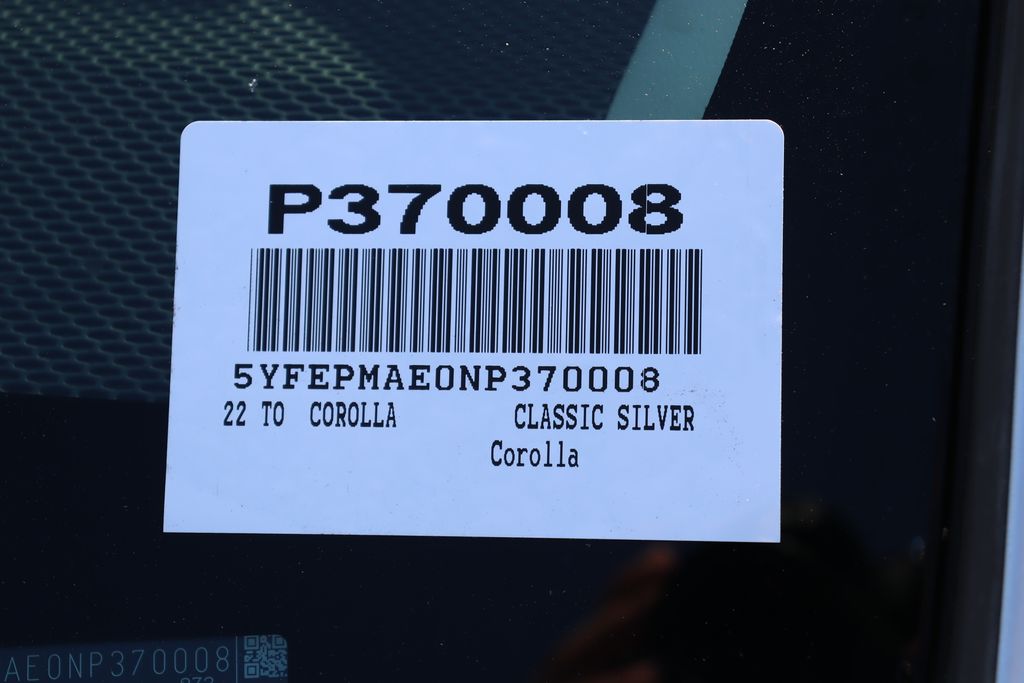 P370008
5YFEPMAE0NP370008
22 TO COROLLA CLASSIC SILVER
Corolla
AE0NP370008